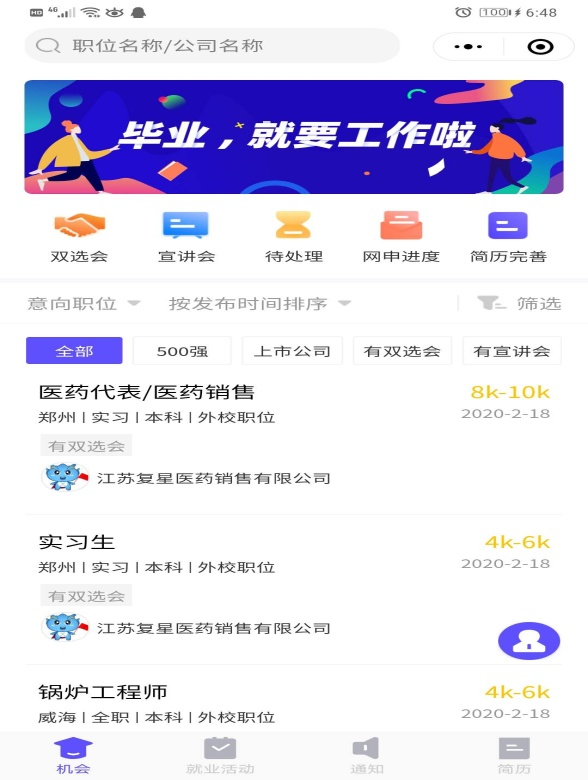 HD 4G 100 6:48
职位名称/公司名称
毕业，就要工作啦
双选会 宣讲会 待处理 网申进度 简历完善
意向职位 按发布时间排序 筛选
全部 500强 上市公司 有双选会 有宣讲会
医药代表/医药销售 8k-10k
郑州 | 实习 | 本科 | 外校职位 2020-2-18
有双选会
江苏复星医药销售有限公司
实习生 4k-6k
郑州 | 实习 | 本科 | 外校职位 2020-2-18
有双选会
江苏复星医药销售有限公司
锅炉工程师 4k-6k
威海 | 全职 | 本科 | 外校职位 2020-2-18
机会 就业活动 通知 简历